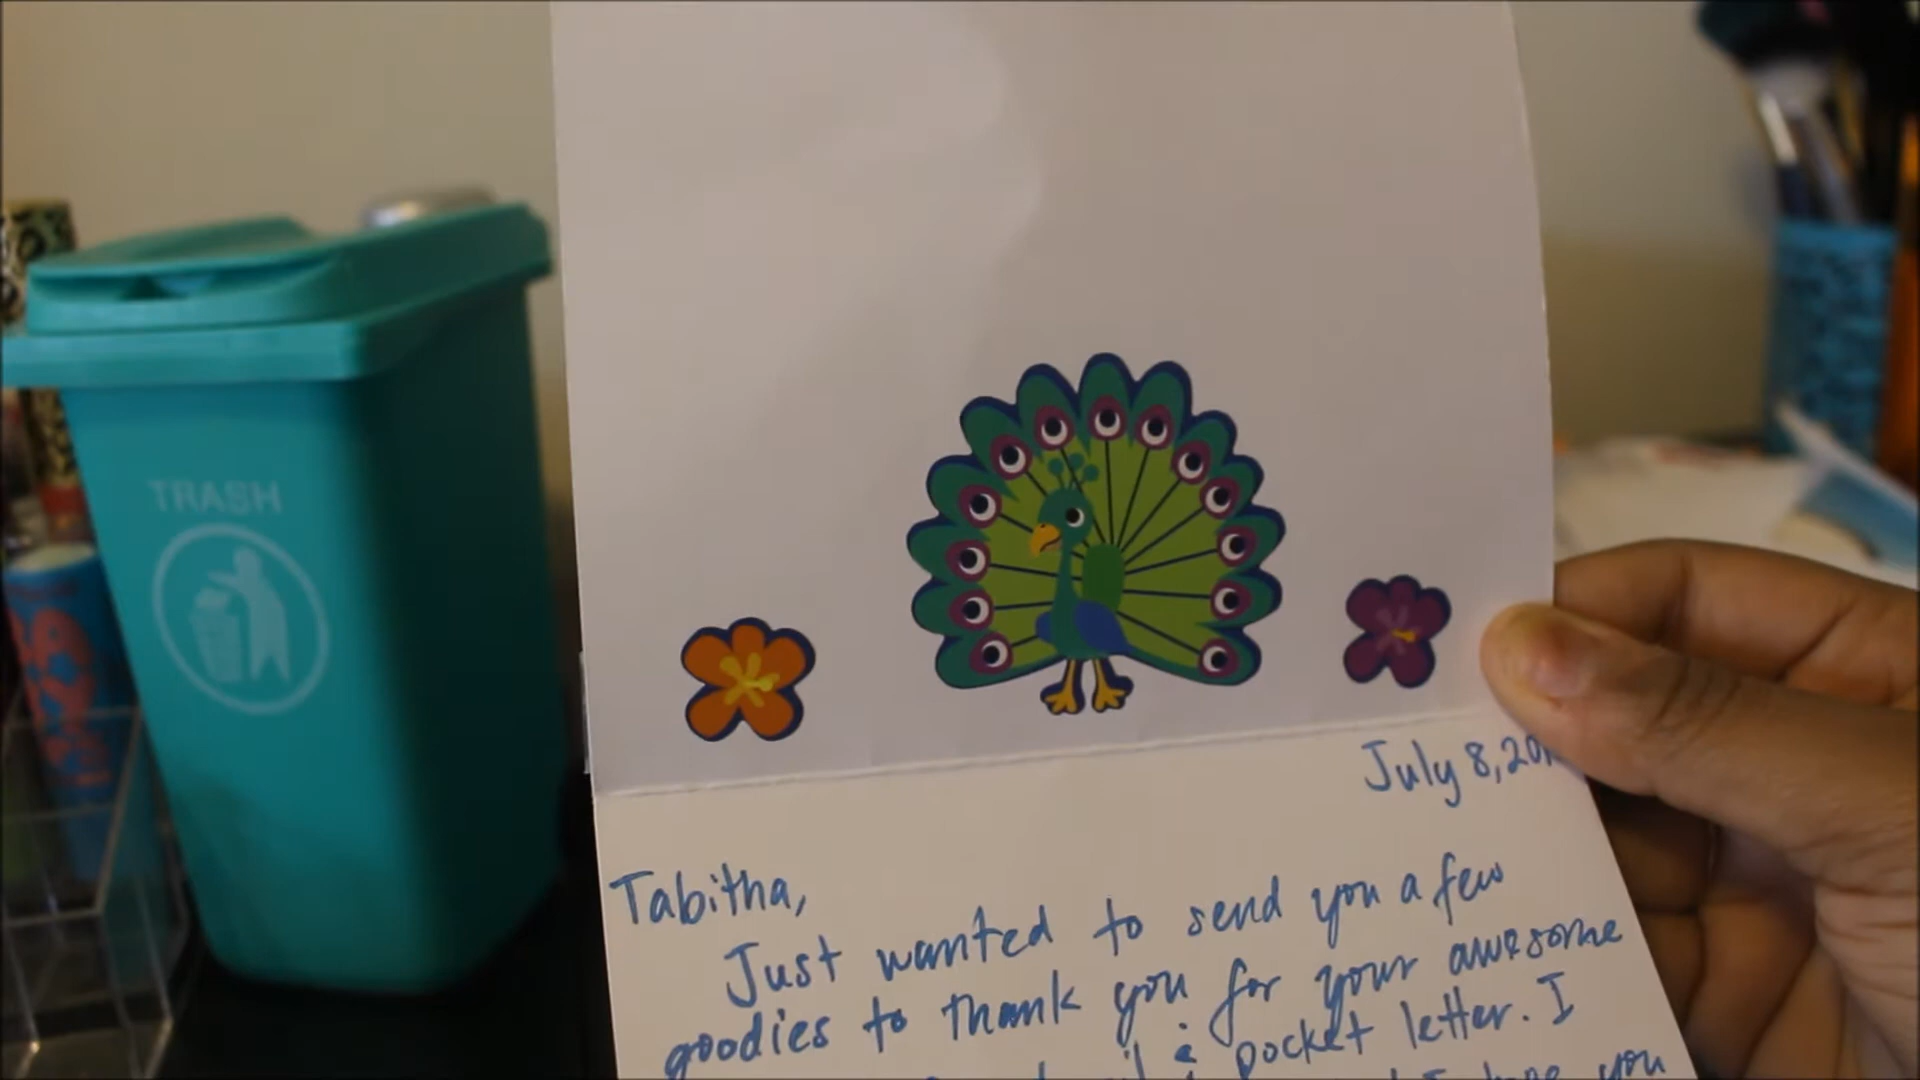 TRASH
July 8, 20
Tabitha,
Just wanted to send you a few
goodies to thank you for your awesome
pocket letter. I
you